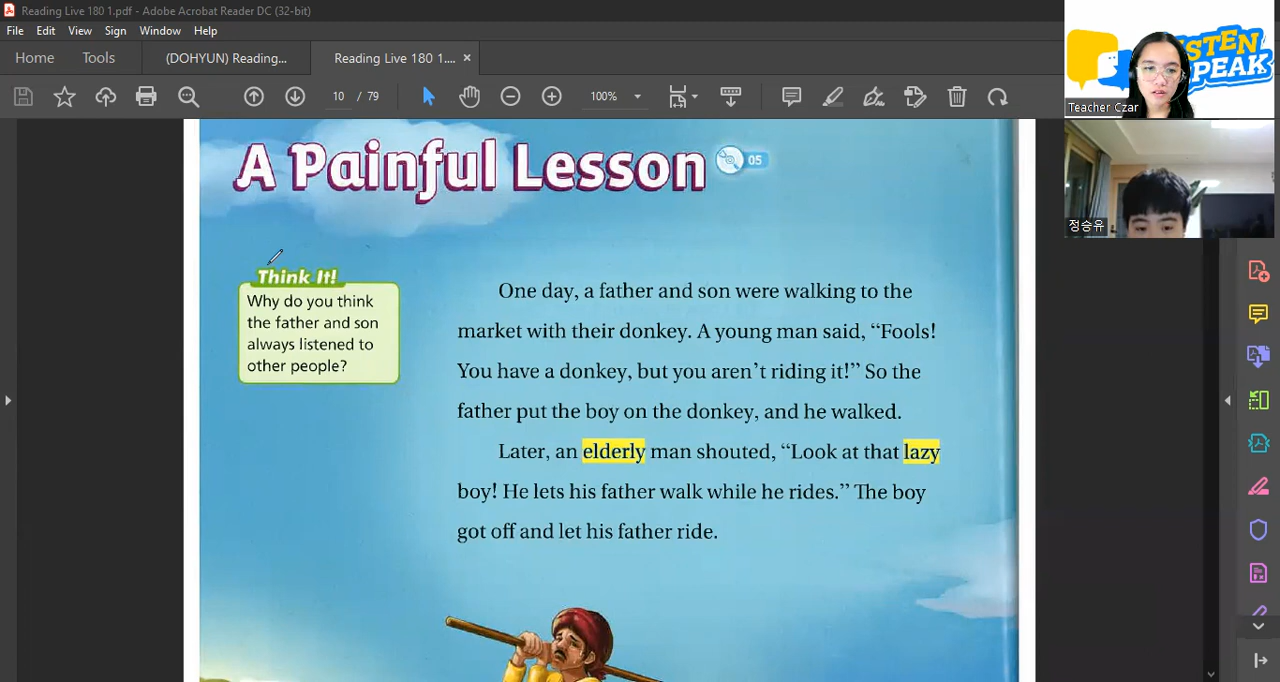 Reading Live 180 1.pdf - Adobe Acrobat Reader DC (32-bit)
File Edit View Sign Window Help
Home Tools (DOHYUN) Reading... Reading Live 180 1.... ×
10 / 79 100%
LISTEN
SPEAK
Teacher Czar
정승유
A Painful Lesson 05
Think It!
Why do you think
the father and son
always listened to
other people?
One day, a father and son were walking to the
market with their donkey. A young man said, “Fools!
You have a donkey, but you aren’t riding it!” So the
father put the boy on the donkey, and he walked.
Later, an elderly man shouted, “Look at that lazy
boy! He lets his father walk while he rides.” The boy
got off and let his father ride.